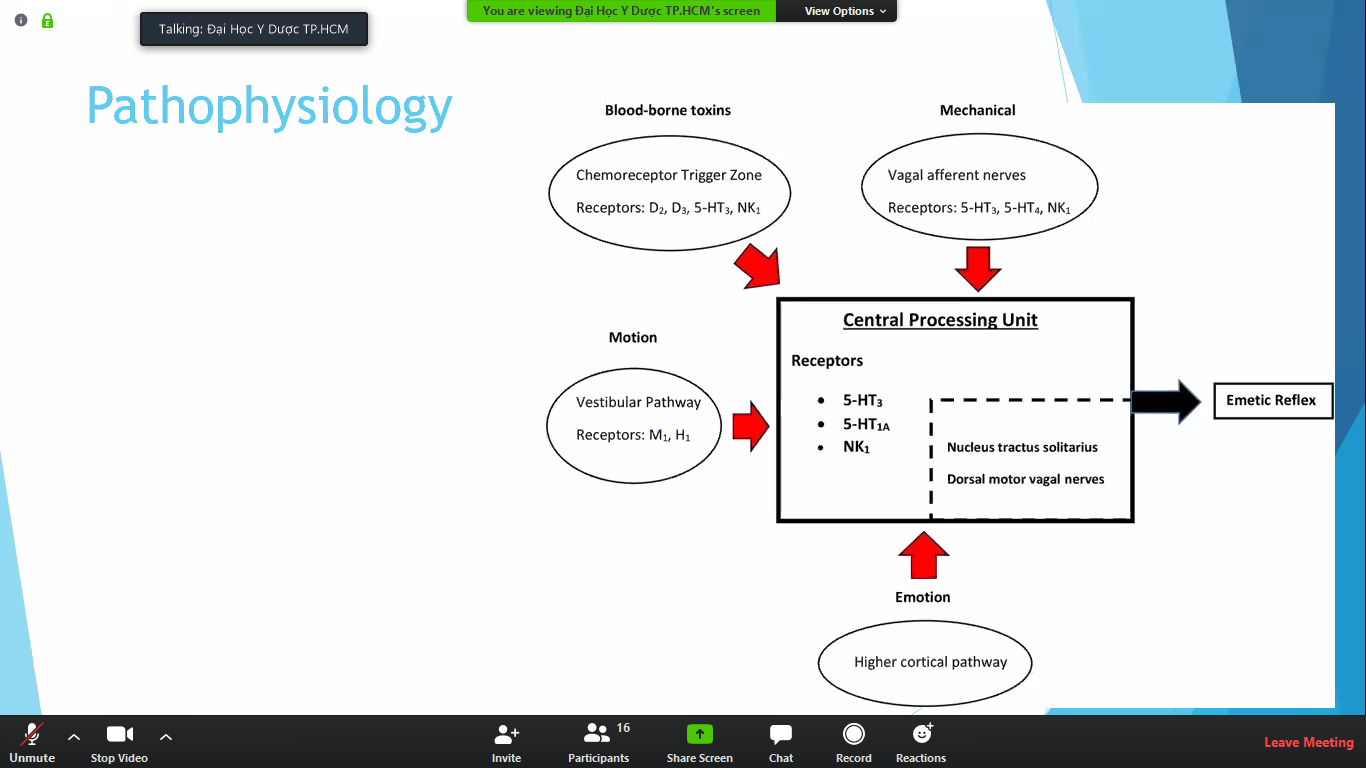 You are viewing Đại Học Y Dược TP.HCM's screen
View Options
Talking: Đại Học Y Dược TP.HCM
Pathophysiology
Blood-borne toxins
Chemoreceptor Trigger Zone
Receptors: D₂, D₃, 5-HT₃, NK₁
Mechanical
Vagal afferent nerves
Receptors: 5-HT₃, 5-HT₄, NK₁
Motion
Vestibular Pathway
Receptors: M₁, H₁
Central Processing Unit
Receptors
• 5-HT₃
• 5-HT₁A
• NK₁
Nucleus tractus solitarius
Dorsal motor vagal nerves
Emetic Reflex
Emotion
Higher cortical pathway
Unmute
Stop Video
Invite
Participants
16
Share Screen
Chat
Record
Reactions
Leave Meeting